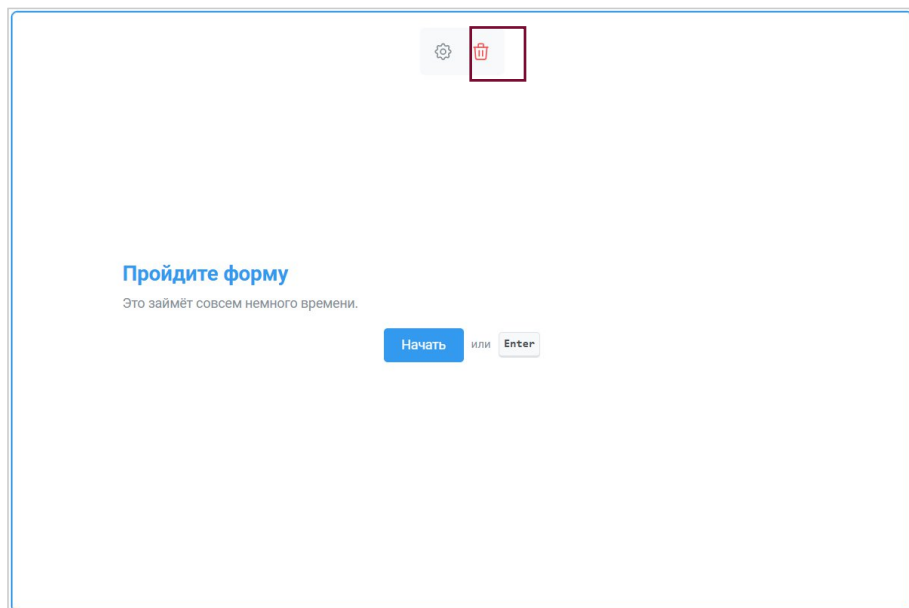 Пройдите форму
Это займёт совсем немного времени.
Начать или Enter